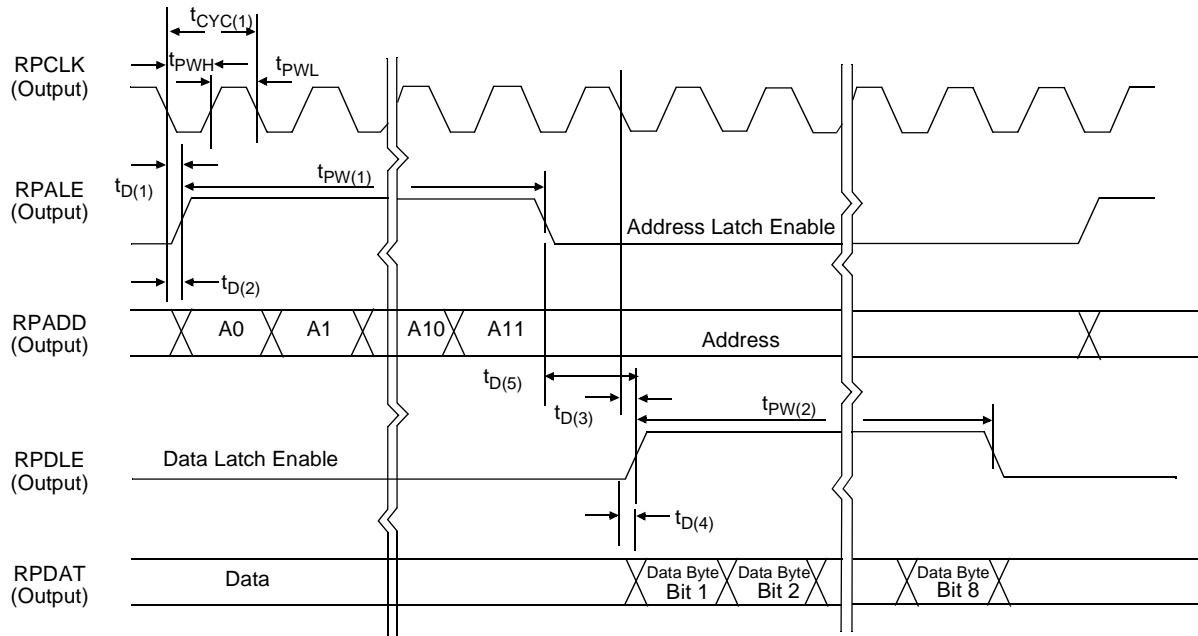 tCYC(1)
RPCLK
(Output)
tPWH
tPWL
RPALE
(Output)
tD(1)
tPW(1)
Address Latch Enable
tD(2)
RPADD
(Output)
A0
A1
A10
A11
Address
tD(5)
tD(3)
tPW(2)
RPDLE
(Output)
Data Latch Enable
tD(4)
RPDAT
(Output)
Data
Data Byte
Bit 1
Data Byte
Bit 2
Data Byte
Bit 8